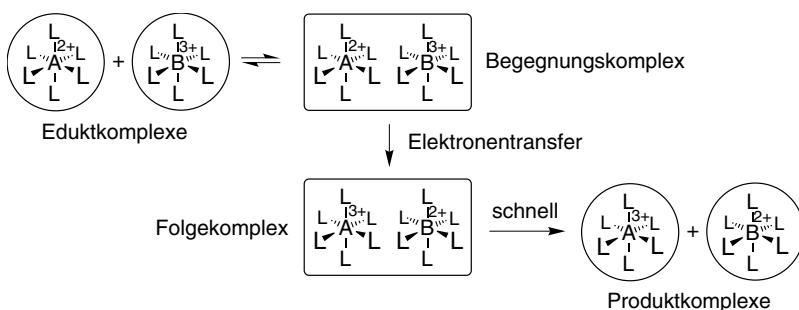 L L L L L L A 2+ + L L L L L L B 3+ ⇌ L L L L L L A 2+ L L L L L L B 3+ Begegnungskomplex
Eduktkomplexe
Elektronentransfer
Folgekomplex L L L L L L A 3+ L L L L L L B 2+ schnell L L L L L L A 3+ + L L L L L L B 2+
Produktkomplexe